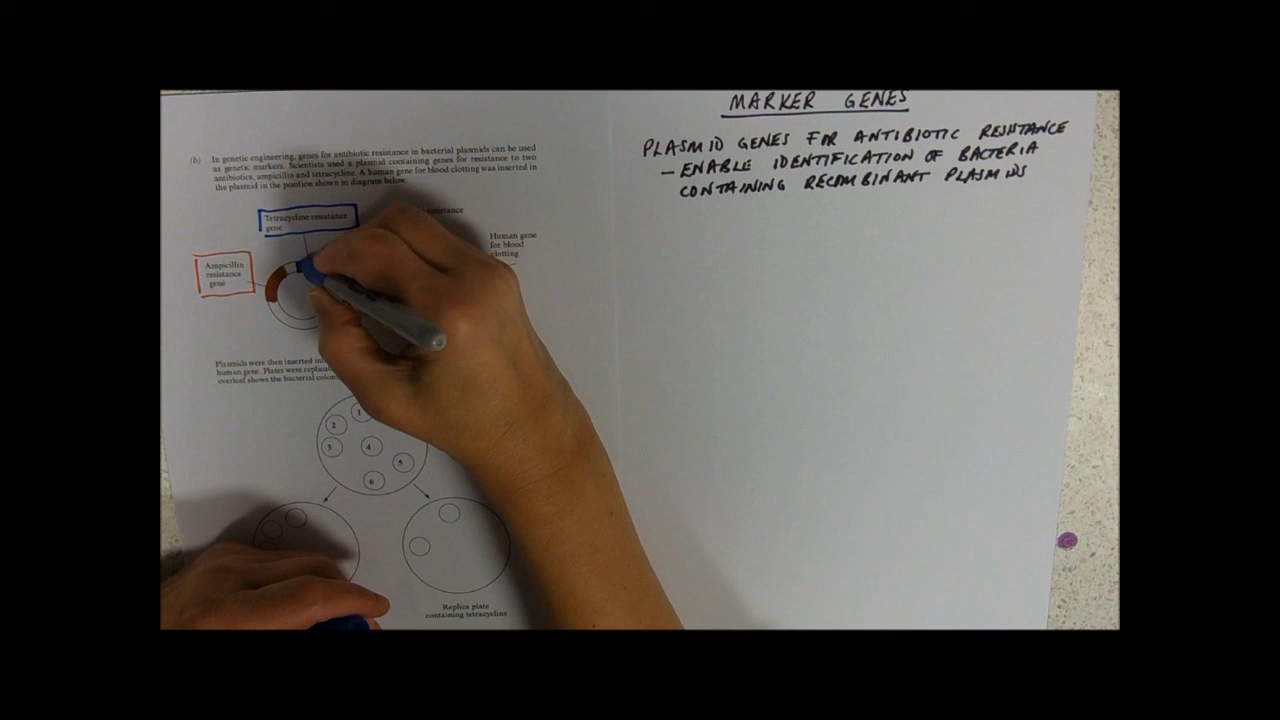 MARKER GENES
PLASMID GENES FOR ANTIBIOTIC RESISTANCE
– ENABLE IDENTIFICATION OF BACTERIA
CONTAINING RECOMBINANT PLASMIDS
(b) In genetic engineering, genes for antibiotic resistance in bacterial plasmids can be used
as genetic markers. Scientists used a plasmid containing genes for resistance to two
antibiotics, ampicillin and tetracycline. A human gene for blood clotting was inserted in
the plasmid in the position shown in diagram below.
Tetracycline resistance
gene
resistance
Human gene
for blood
clotting
Ampicillin
resistance
gene
Plasmids were then inserted
human gene. Plates were
overleaf shows the bacterial
1
2
3
4
5
6
Replica plate
containing tetracycline